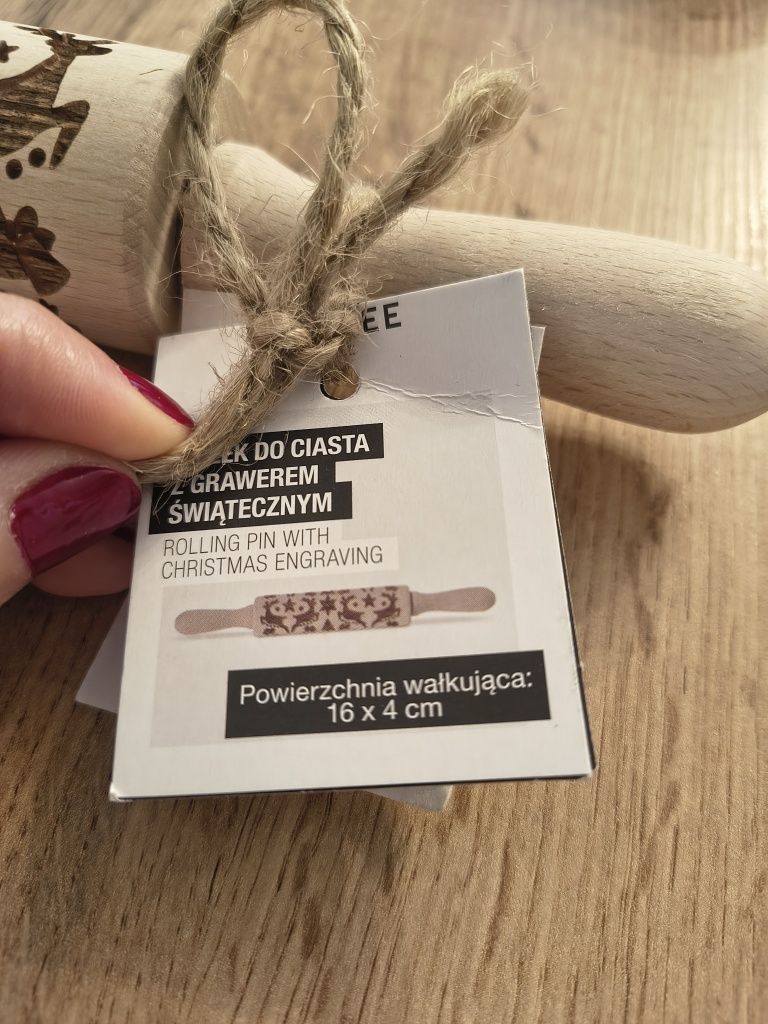 EE
DO CIASTA
Z GRAWEREM
ŚWIĄTECZNYM
ROLLING PIN WITH
CHRISTMAS ENGRAVING
Powierzchnia wałkująca:
16 x 4 cm